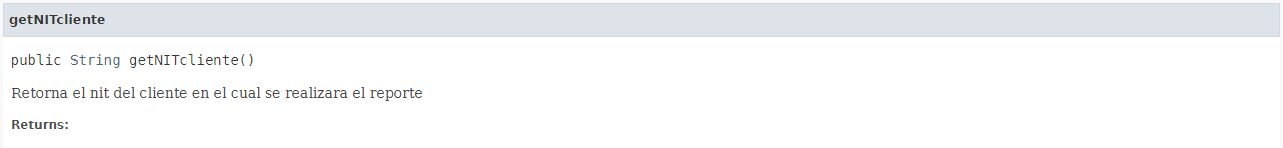 getNITcliente
public String getNITcliente()
Retorna el nit del cliente en el cual se realizara el reporte
Returns: